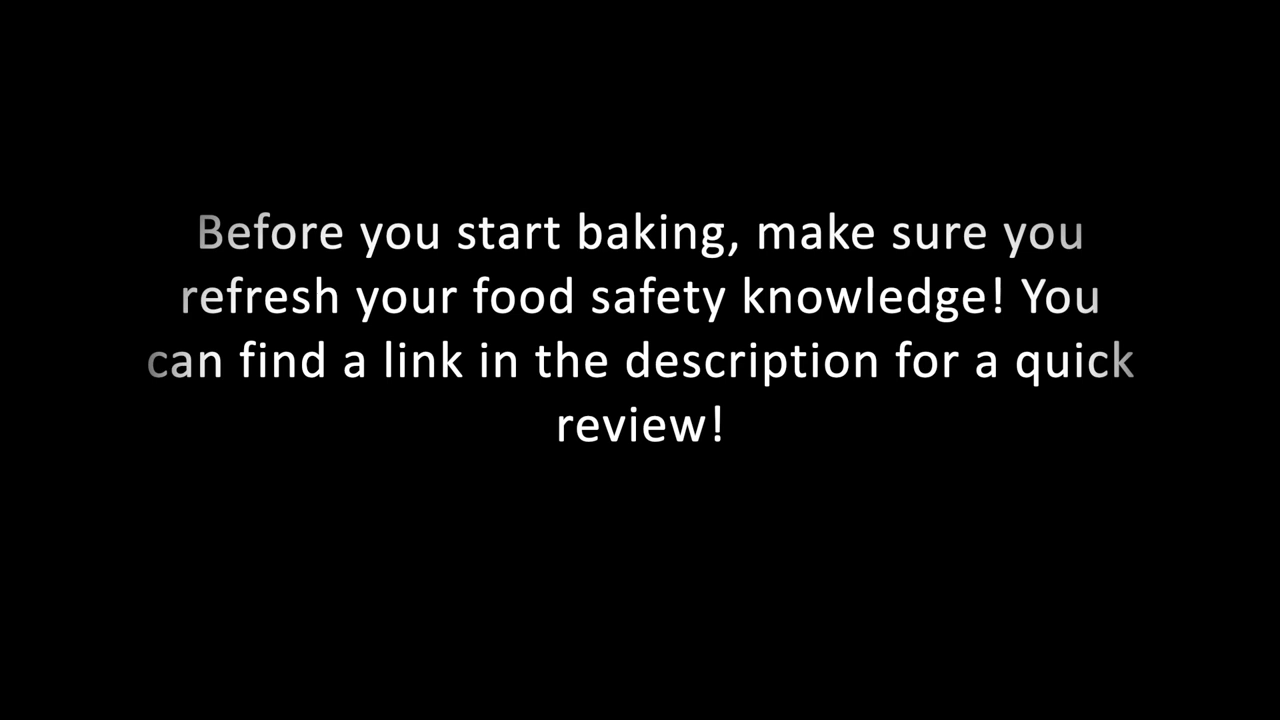 Before you start baking, make sure you
refresh your food safety knowledge! You
can find a link in the description for a quick
review!